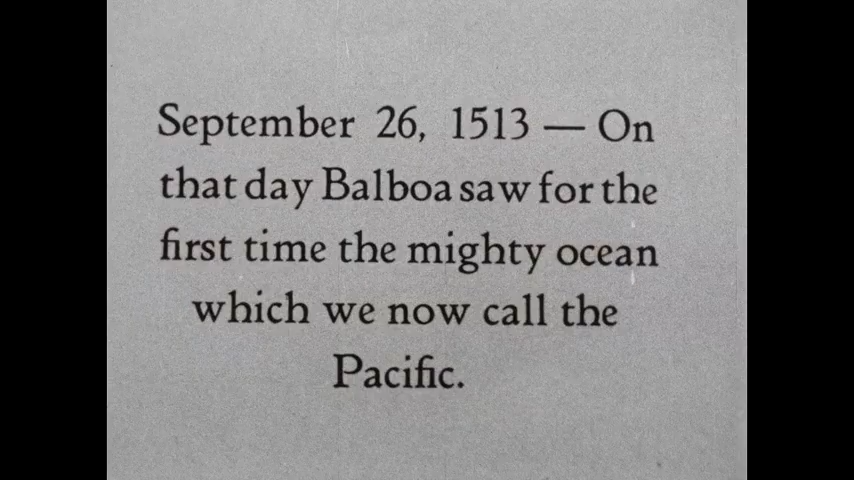 September 26, 1513 — On
that day Balboa saw for the
first time the mighty ocean
which we now call the
Pacific.